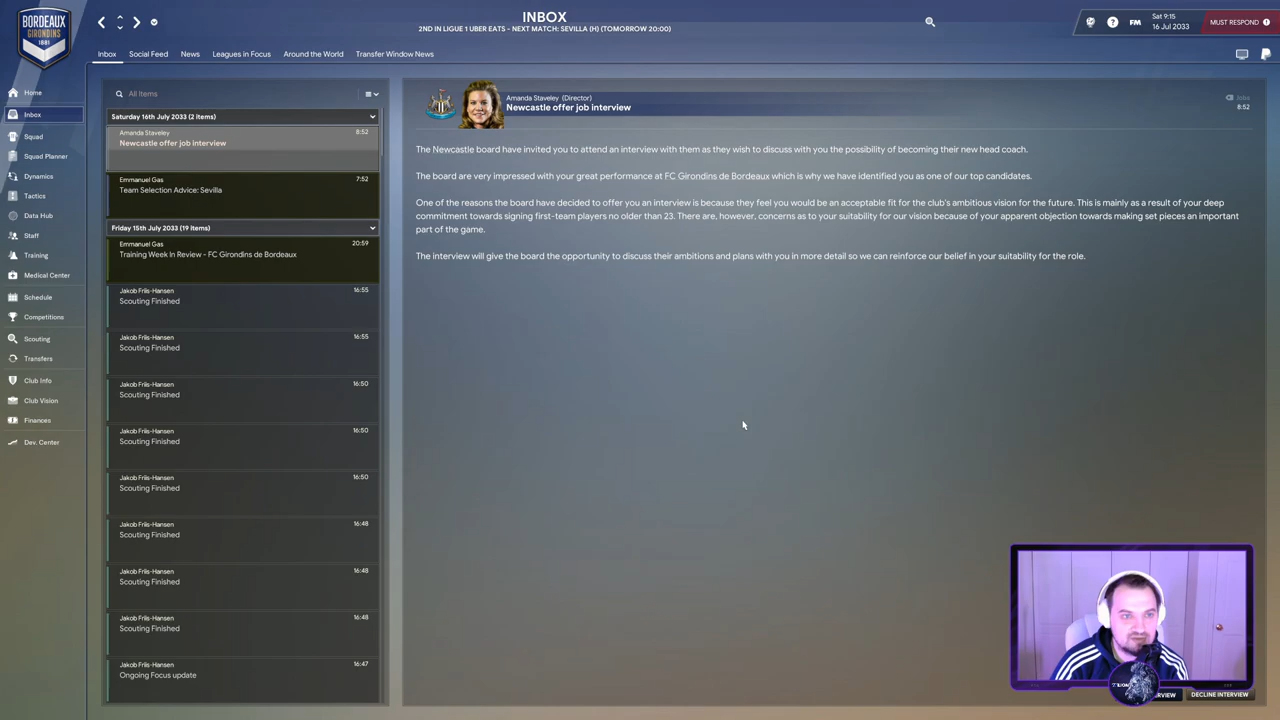 BORDEAUX
GIRONDINS
1881
INBOX
2ND IN LIGUE 1 UBER EATS - NEXT MATCH: SEVILLA (H) (TOMORROW 20:00)
FM
Sat 9:15
16 Jul 2033
MUST RESPOND
Inbox
Social Feed
News
Leagues in Focus
Around the World
Transfer Window News
Home
Inbox
Squad
Squad Planner
Dynamics
Tactics
Data Hub
Staff
Training
Medical Center
Schedule
Competitions
Scouting
Transfers
Club Info
Club Vision
Finances
Dev. Center
All Items
Saturday 16th July 2033 (2 Items)
Amanda Staveley 8:52
Newcastle offer job interview
Emmanuel Gas 7:52
Team Selection Advice: Sevilla
Friday 15th July 2033 (19 Items)
Emmanuel Gas 20:59
Training Week In Review - FC Girondins de Bordeaux
Jakob Friis-Hansen 16:55
Scouting Finished
Jakob Friis-Hansen 16:55
Scouting Finished
Jakob Friis-Hansen 16:50
Scouting Finished
Jakob Friis-Hansen 16:50
Scouting Finished
Jakob Friis-Hansen 16:50
Scouting Finished
Jakob Friis-Hansen 16:48
Scouting Finished
Jakob Friis-Hansen 16:48
Scouting Finished
Jakob Friis-Hansen 16:48
Scouting Finished
Jakob Friis-Hansen 16:47
Ongoing Focus update
Amanda Staveley (Director)
Newcastle offer job interview
Jobs
8:52
The Newcastle board have invited you to attend an interview with them as they wish to discuss with you the possibility of becoming their new head coach.
The board are very impressed with your great performance at FC Girondins de Bordeaux which is why we have identified you as one of our top candidates.
One of the reasons the board have decided to offer you an interview is because they feel you would be an acceptable fit for the club's ambitious vision for the future. This is mainly as a result of your deep
commitment towards signing first-team players no older than 23. There are, however, concerns as to your suitability for our vision because of your apparent objection towards making set pieces an important
part of the game.
The interview will give the board the opportunity to discuss their ambitions and plans with you in more detail so we can reinforce our belief in your suitability for the role.
DECLINE INTERVIEW